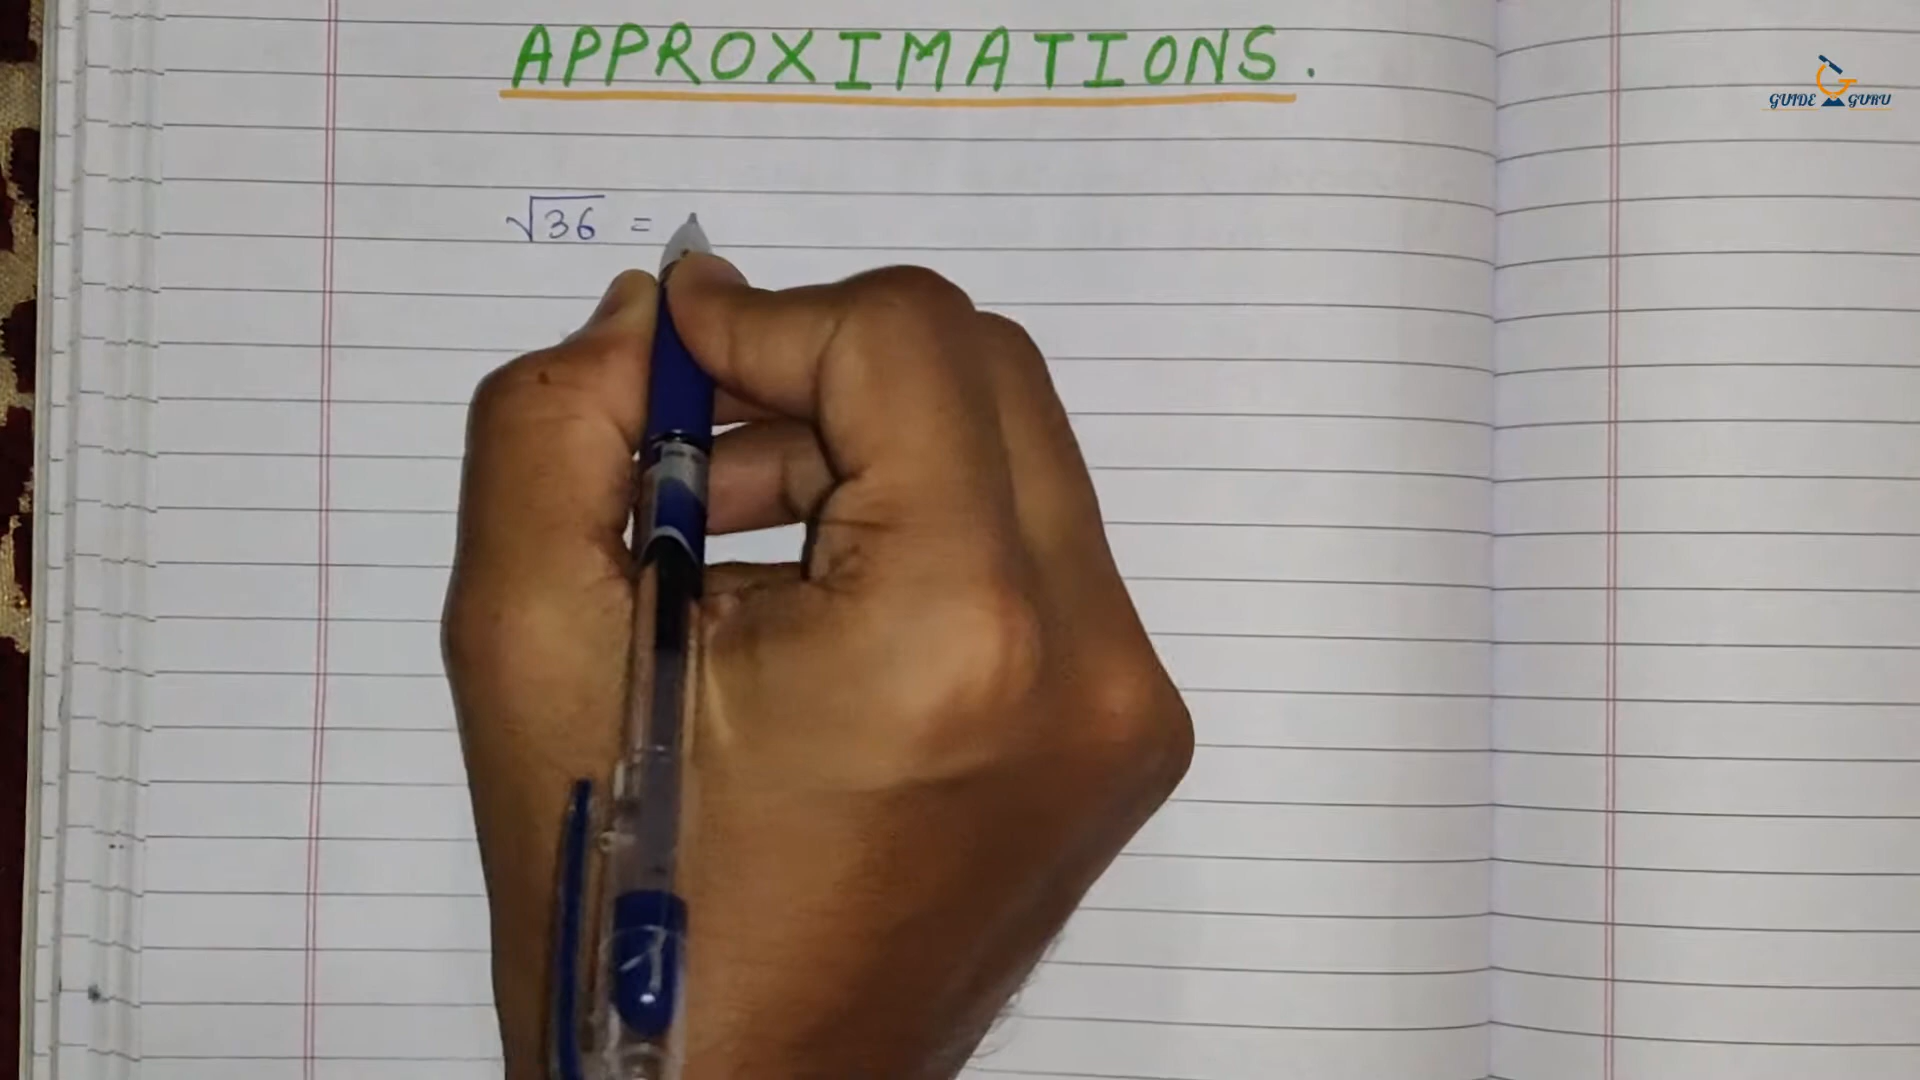 APPROXIMATIONS.
GUIDE GURU
√36 =